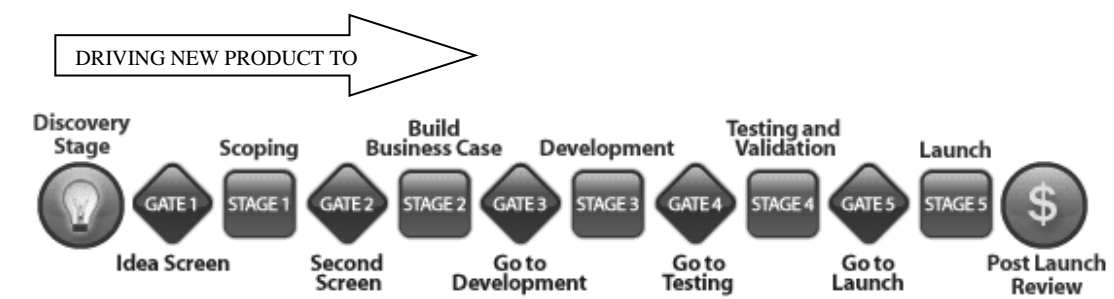 DRIVING NEW PRODUCT TO
Discovery
Stage
Scoping
Build
Business Case
Development
Testing and
Validation
Launch
GATE 1
STAGE 1
GATE 2
STAGE 2
GATE 3
STAGE 3
GATE 4
STAGE 4
GATE 5
STAGE 5
$
Idea Screen
Second
Screen
Go to
Development
Go to
Testing
Go to
Launch
Post Launch
Review